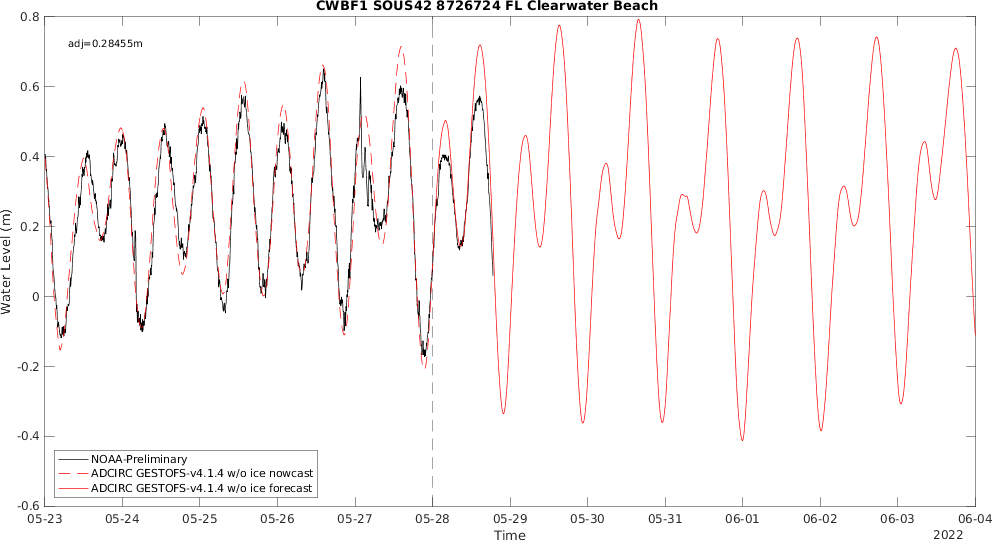 CWBF1 SOUS42 8726724 FL Clearwater Beach
adj=0.28455m
0.8
0.6
0.4
0.2
0
-0.2
-0.4
-0.6
Water Level (m)
NOAA-Preliminary
ADCIRC GESTOFS-v4.1.4 w/o ice nowcast
ADCIRC GESTOFS-v4.1.4 w/o ice forecast
05-23 05-24 05-25 05-26 05-27 05-28 05-29 05-30 05-31 06-01 06-02 06-03 06-04
Time
2022